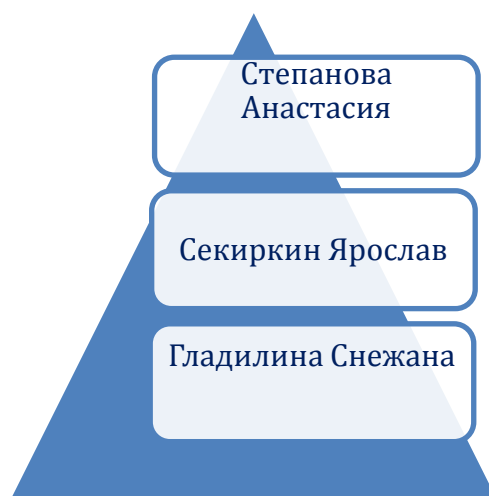 Степанова
Анастасия
Секиркин Ярослав
Гладилина Снежана